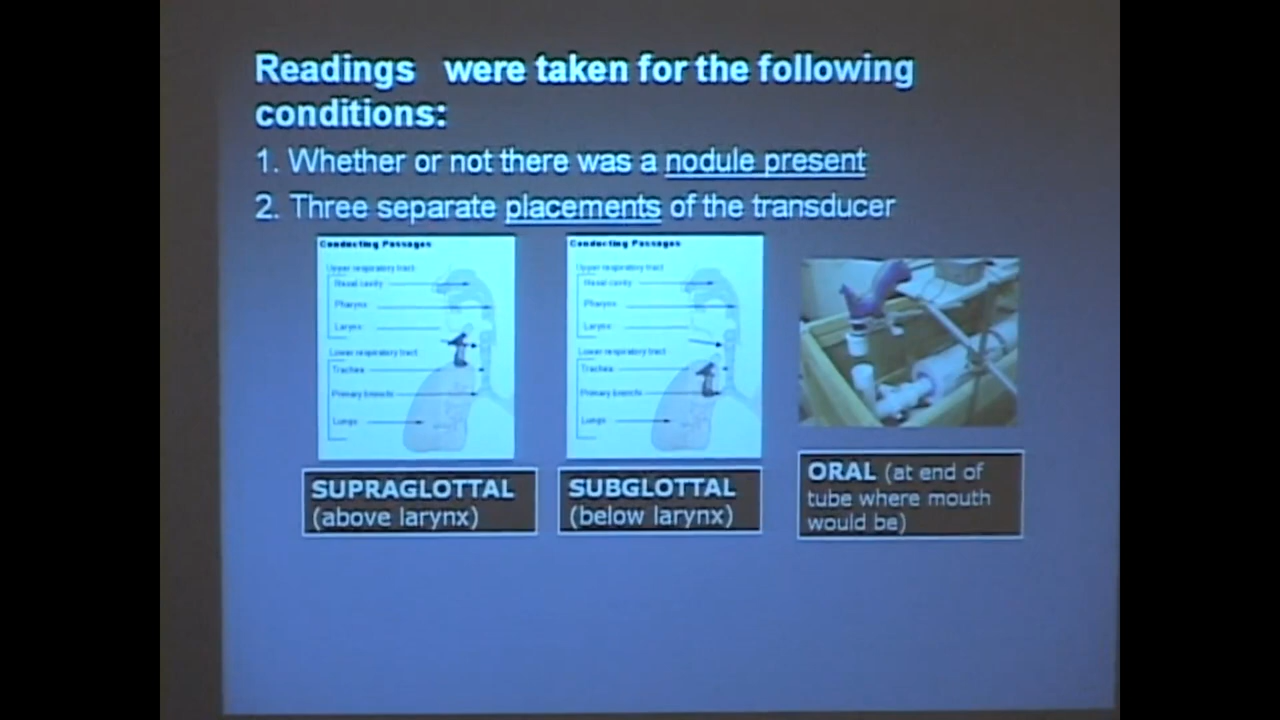 Readings were taken for the following
conditions:
1. Whether or not there was a nodule present
2. Three separate placements of the transducer
Conducting Passages
Upper respiratory tract
Nasal cavity
Pharynx
Larynx
Lower respiratory tract
Trachea
Primary bronchi
Lungs
Conducting Passages
Upper respiratory tract
Nasal cavity
Pharynx
Larynx
Lower respiratory tract
Trachea
Primary bronchi
Lungs
SUPRAGLOTTAL
(above larynx)
SUBGLOTTAL
(below larynx)
ORAL (at end of
tube where mouth
would be)